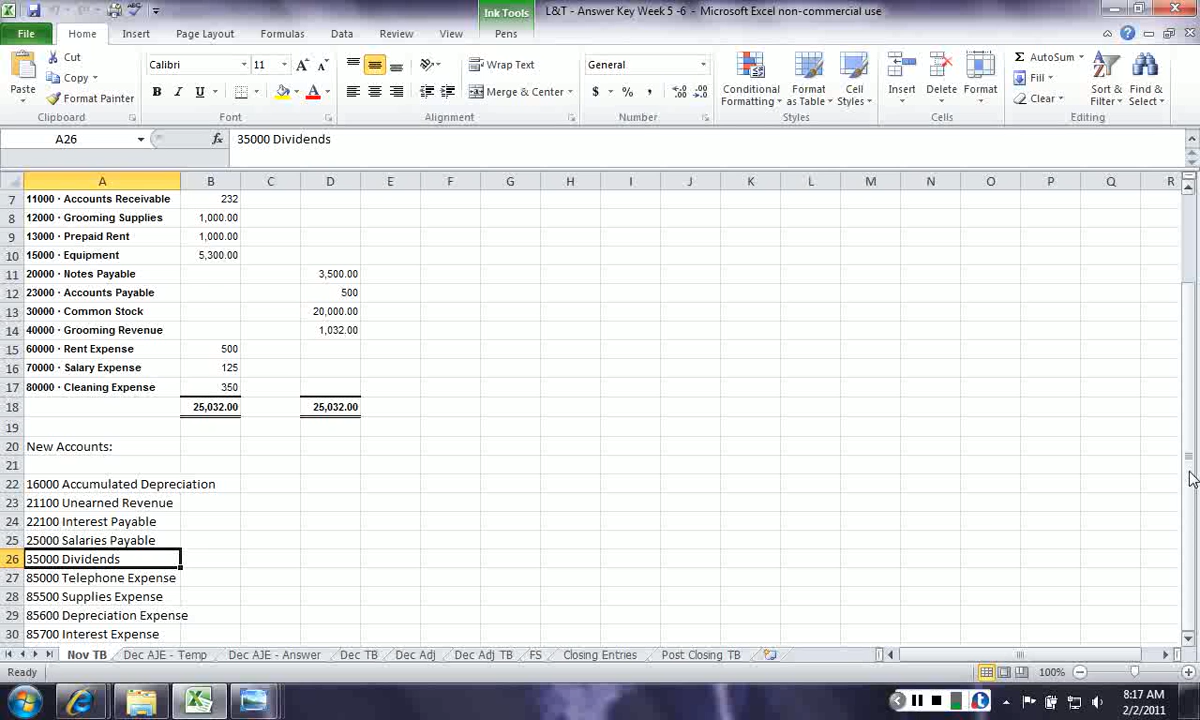 Ink Tools
L&T - Answer Key Week 5 -6 - Microsoft Excel non-commercial use
File Home Insert Page Layout Formulas Data Review View Pens
Paste
Cut
Copy
Format Painter
Clipboard
Calibri 11
B I U
Font
Wrap Text
Merge & Center
Alignment
General
$ % ,
Number
Conditional Formatting
Format as Table
Cell Styles
Styles
Insert Delete Format
Cells
Σ AutoSum
Fill
Clear
Sort & Filter
Find & Select
Editing
A26 fx 35000 Dividends
A B C D E F G H I J K L M N O P Q R
7 11000 · Accounts Receivable 232
8 12000 · Grooming Supplies 1,000.00
9 13000 · Prepaid Rent 1,000.00
10 15000 · Equipment 5,300.00
11 20000 · Notes Payable 3,500.00
12 23000 · Accounts Payable 500
13 30000 · Common Stock 20,000.00
14 40000 · Grooming Revenue 1,032.00
15 60000 · Rent Expense 500
16 70000 · Salary Expense 125
17 80000 · Cleaning Expense 350
18 25,032.00 25,032.00
19
20 New Accounts:
21
22 16000 Accumulated Depreciation
23 21100 Unearned Revenue
24 22100 Interest Payable
25 25000 Salaries Payable
26 35000 Dividends
27 85000 Telephone Expense
28 85500 Supplies Expense
29 85600 Depreciation Expense
30 85700 Interest Expense
Nov TB Dec AJE - Temp Dec AJE - Answer Dec TB Dec Adj Dec Adj TB FS Closing Entries Post Closing TB
Ready 100%
8:17 AM
2/2/2011